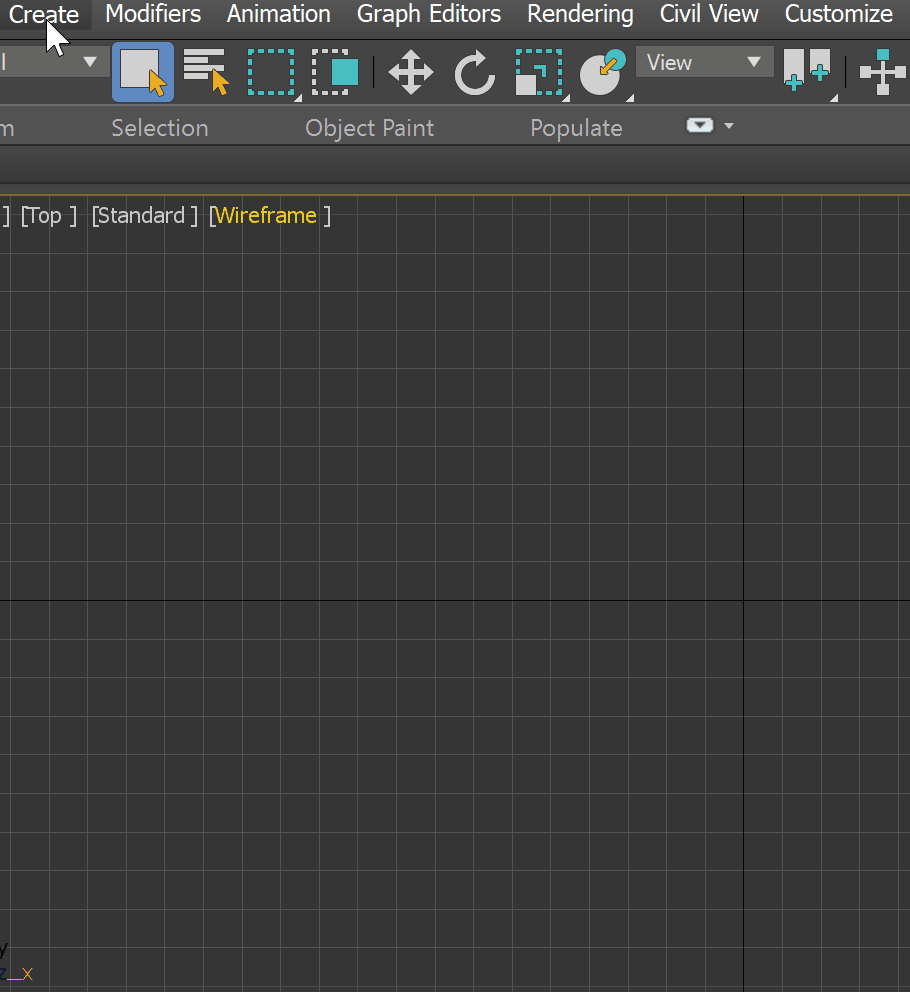 Create Modifiers Animation Graph Editors Rendering Civil View Customize
View
Selection Object Paint Populate
] [Top ] [Standard ] [Wireframe ]
y
z x